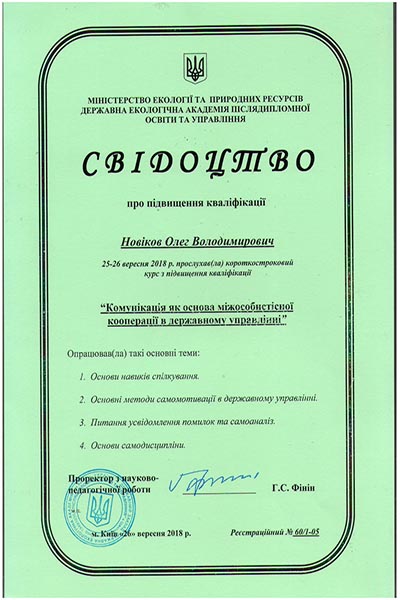 МІНІСТЕРСТВО ЕКОЛОГІЇ ТА ПРИРОДНИХ РЕСУРСІВ
ДЕРЖАВНА ЕКОЛОГІЧНА АКАДЕМІЯ ПІСЛЯДИПЛОМНОЇ
ОСВІТИ ТА УПРАВЛІННЯ
СВІДОЦТВО
про підвищення кваліфікації
Новіков Олег Володимирович
25-26 вересня 2018 р. прослухав(ла) короткостроковий
курс з підвищення кваліфікації
“Комунікація як основа міжособистісної
кооперації в державному управлінні”
Опрацював(ла) такі основні теми:
1. Основи навиків спілкування.
2. Основні методи самомотивації в державному управлінні.
3. Питання усвідомлення помилок та самоаналіз.
4. Основи самодисципліни.
Проректор з науково-
педагогічної роботи Г.С. Фінін
м. Київ «26» вересня 2018 р. Реєстраційний № 60/1-05